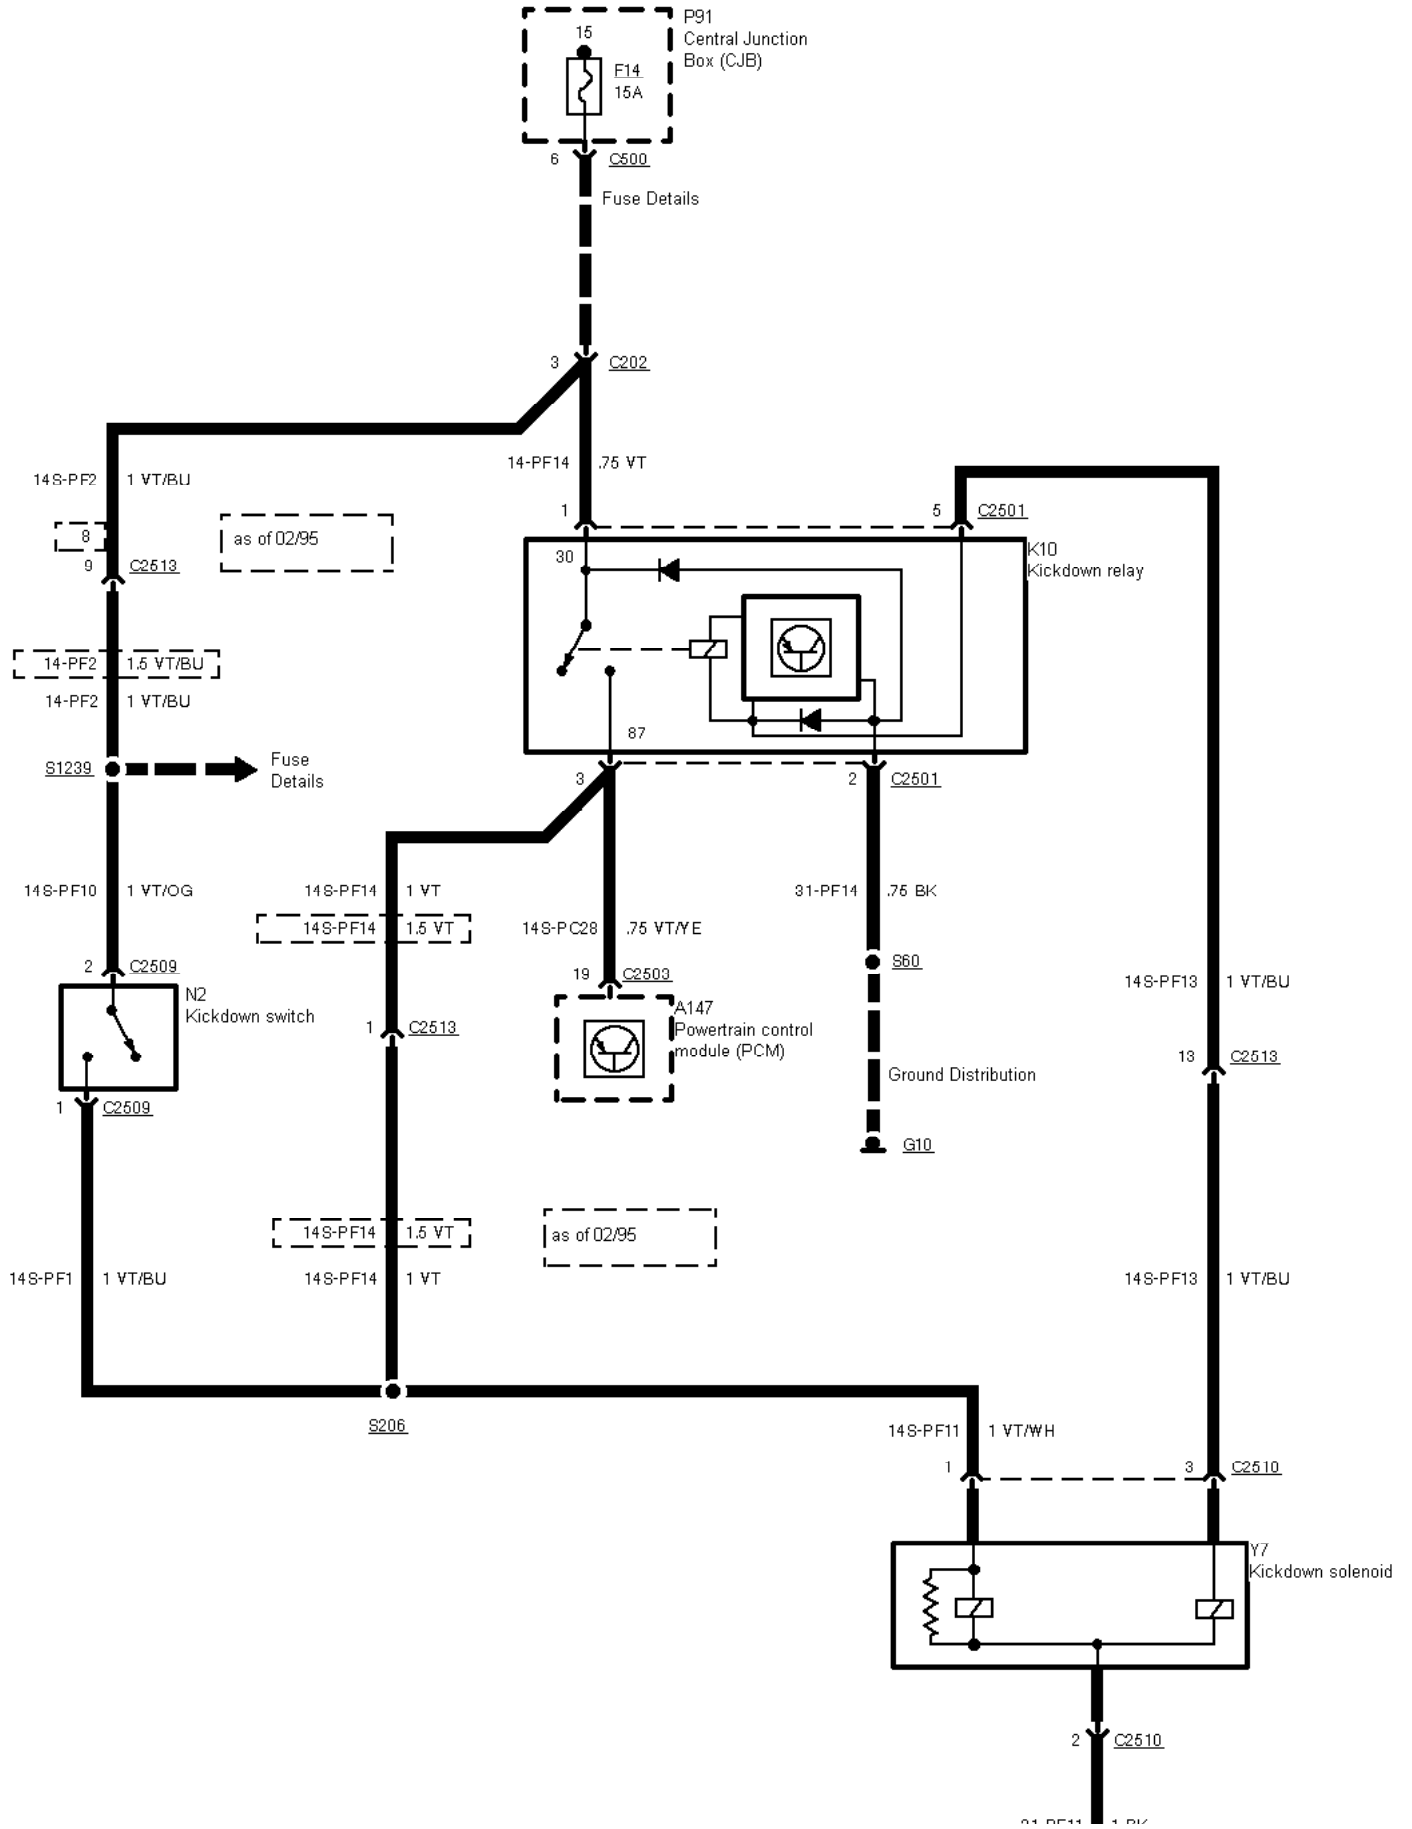 P91
15
Central Junction
Box (CJB)
F14
15A
6 C500
Fuse Details
3 C202
14-PF14 .75 VT
14S-PF2 1 VT/BU
1
5 C2501
8
as of 02/95
9 C2513
30
K10
Kickdown relay
14-PF2 1.5 VT/BU
14-PF2 1 VT/BU
87
S1239
Fuse
Details
3
2 C2501
14S-PF10 1 VT/OG
14S-PF14 1 VT
31-PF14 .75 BK
14S-PF14 1.5 VT
14S-PC28 .75 VT/YE
S60
2 C2509
19 C2503
14S-PF13 1 VT/BU
N2
Kickdown switch
A147
Powertrain control
module (PCM)
1 C2513
13 C2513
Ground Distribution
1 C2509
G10
14S-PF14 1.5 VT
as of 02/95
14S-PF1 1 VT/BU
14S-PF14 1 VT
14S-PF13 1 VT/BU
S206
14S-PF11 1 VT/WH
1
3 C2510
Y7
Kickdown solenoid
2 C2510
31-PF11 1 BK